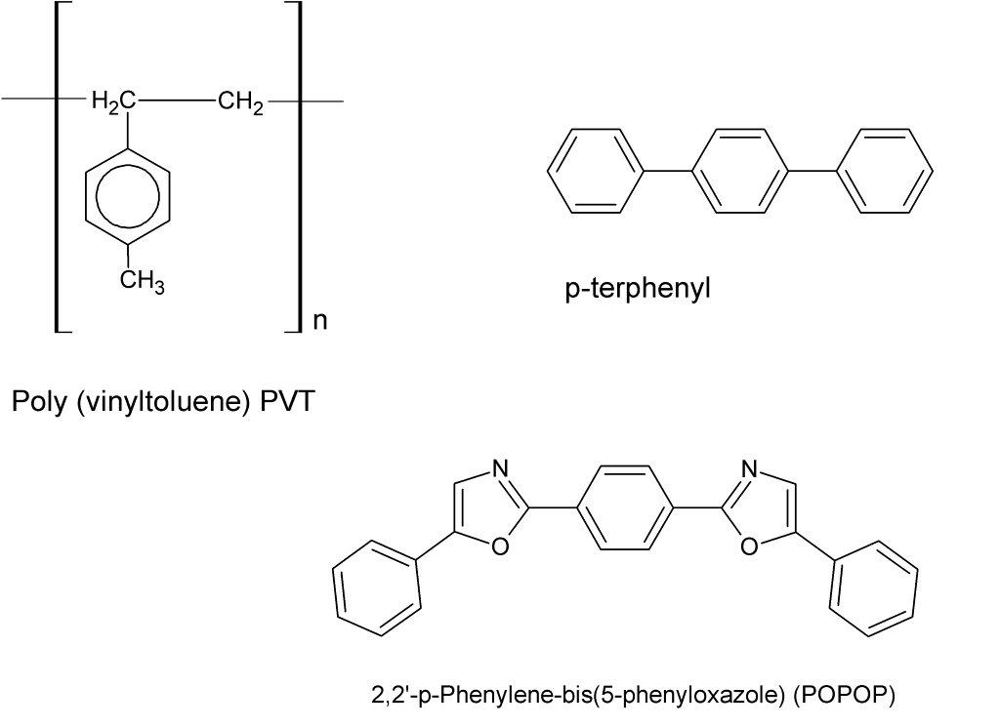 H2C CH2
CH3
n
p-terphenyl
Poly (vinyltoluene) PVT
N N
O O
2,2'-p-Phenylene-bis(5-phenyloxazole) (POPOP)